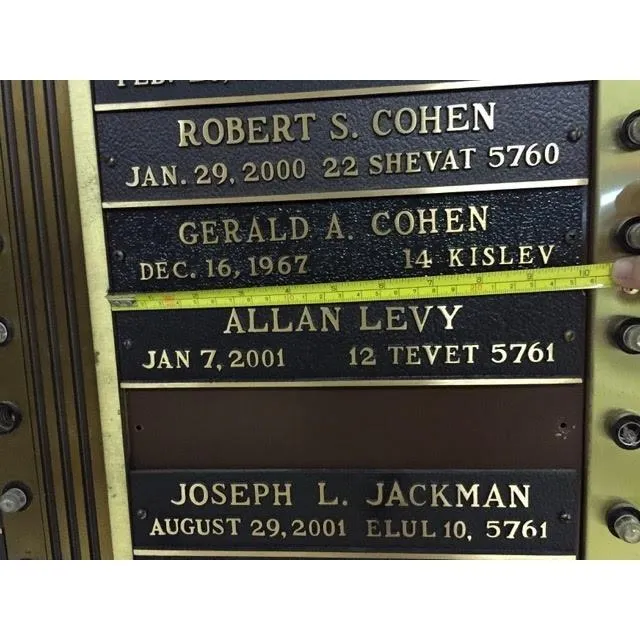 ROBERT S. COHEN
JAN. 29, 2000 22 SHEVAT 5760
GERALD A. COHEN
DEC. 16, 1967 14 KISLEV
ALLAN LEVY
JAN 7, 2001 12 TEVET 5761
JOSEPH L. JACKMAN
AUGUST 29, 2001 ELUL 10, 5761